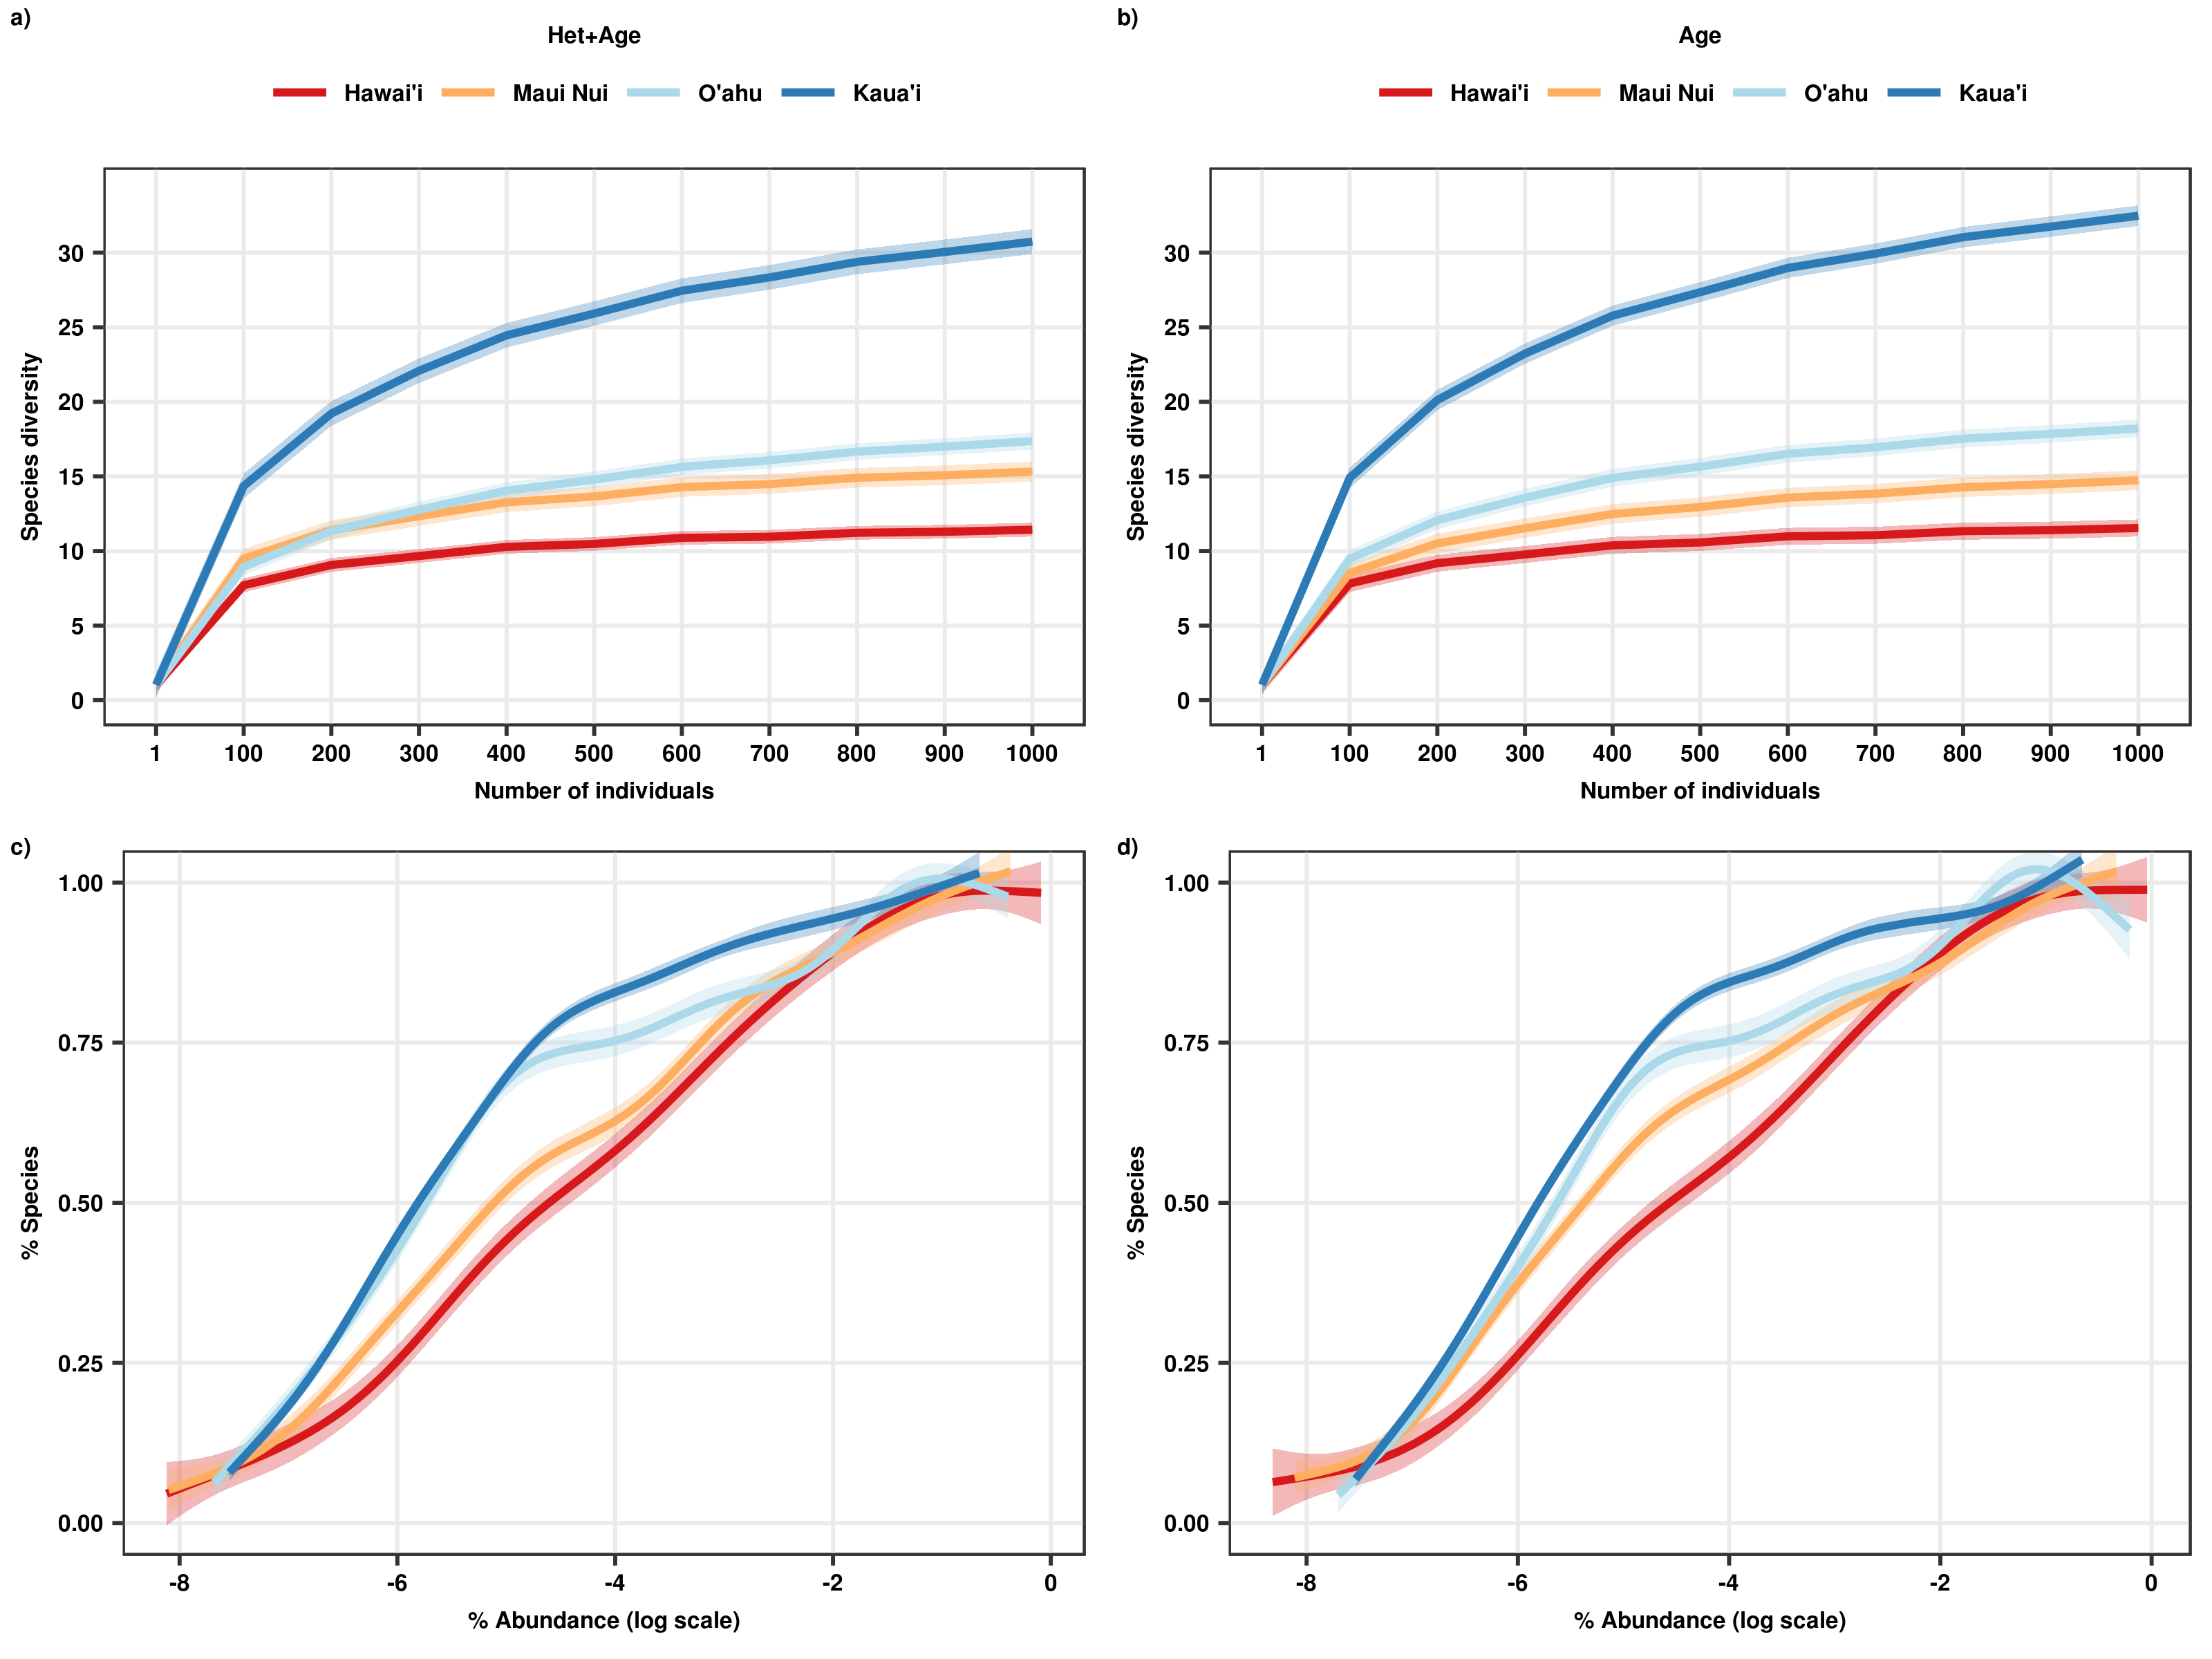 a)
Het+Age
Hawai'i Maui Nui O'ahu Kaua'i
Species diversity
30
25
20
15
10
5
0
1 100 200 300 400 500 600 700 800 900 1000
Number of individuals
b)
Age
Hawai'i Maui Nui O'ahu Kaua'i
Species diversity
30
25
20
15
10
5
0
1 100 200 300 400 500 600 700 800 900 1000
Number of individuals
c)
% Species
1.00
0.75
0.50
0.25
0.00
-8 -6 -4 -2 0
% Abundance (log scale)
d)
% Species
1.00
0.75
0.50
0.25
0.00
-8 -6 -4 -2 0
% Abundance (log scale)